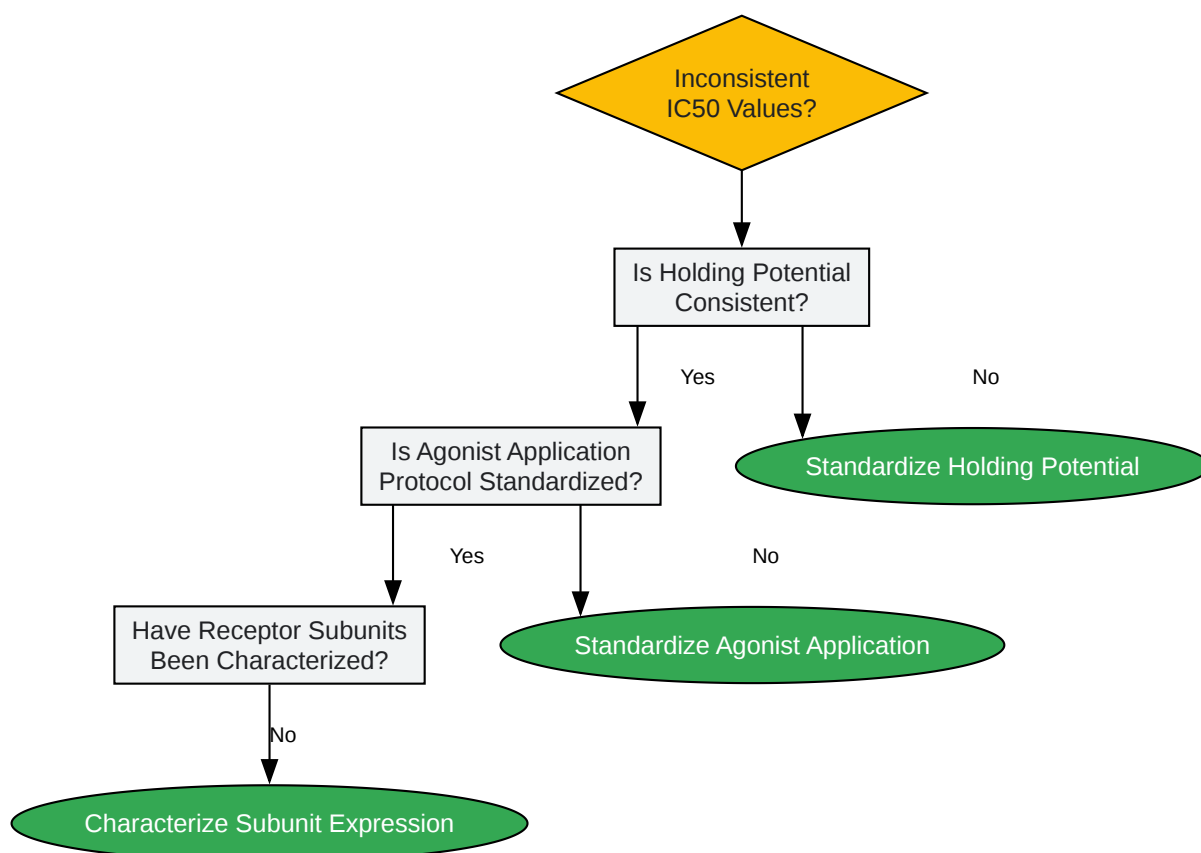 Inconsistent
IC50 Values?
Is Holding Potential
Consistent?
Yes
No
Is Agonist Application
Protocol Standardized?
Standardize Holding Potential
Yes
No
Have Receptor Subunits
Been Characterized?
Standardize Agonist Application
No
Characterize Subunit Expression